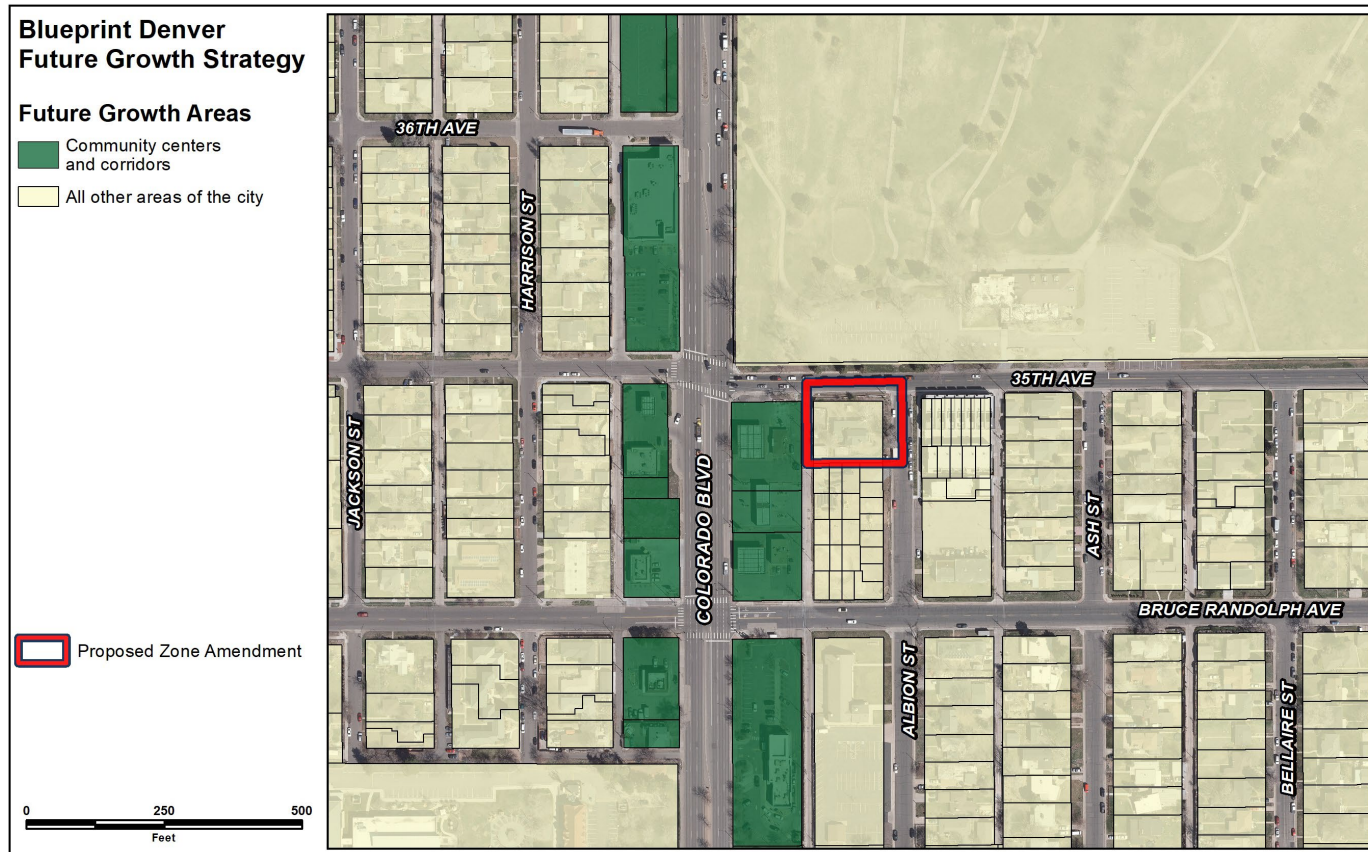 Blueprint Denver
Future Growth Strategy
Future Growth Areas
Community centers
and corridors
All other areas of the city
Proposed Zone Amendment
0 250 500
Feet
36TH AVE
HARRISON ST
35TH AVE
JACKSON ST
COLORADO BLVD
ASH ST
BRUCE RANDOLPH AVE
ALBION ST
BELLAIRE ST